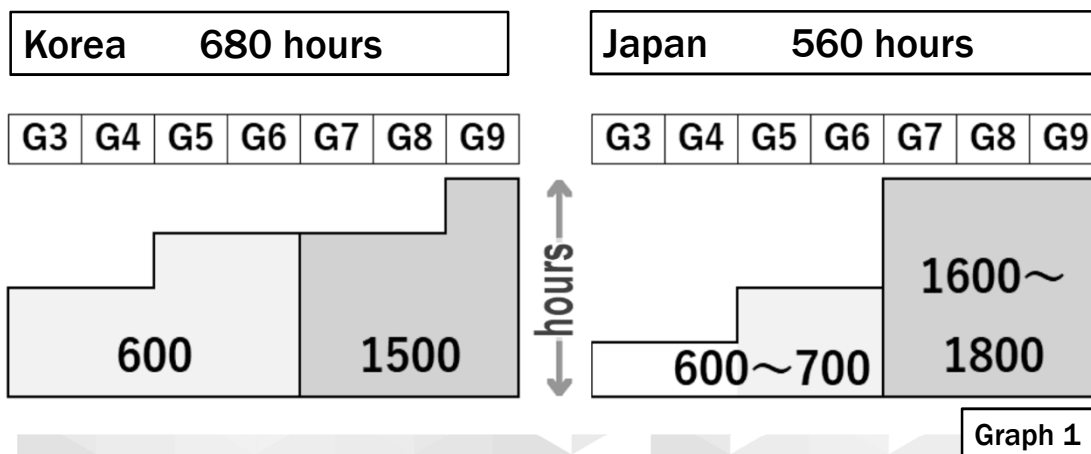 Korea 680 hours
Japan 560 hours
G3 G4 G5 G6 G7 G8 G9
G3 G4 G5 G6 G7 G8 G9
hours
600
1500
600～700
1600～
1800
Graph 1